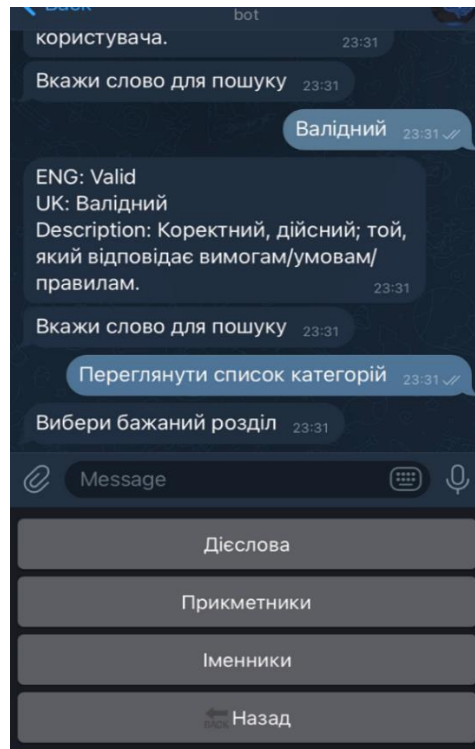 Back
bot
користувача. 23:31
Вкажи слово для пошуку 23:31
Валідний 23:31
ENG: Valid
UK: Валідний
Description: Коректний, дійсний; той,
який відповідає вимогам/умовам/
правилам. 23:31
Вкажи слово для пошуку 23:31
Переглянути список категорій 23:31
Вибери бажаний розділ 23:31
Message
Дієслова
Прикметники
Іменники
BACK Назад